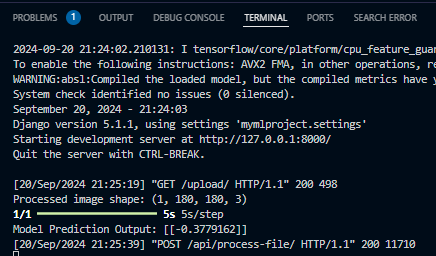 PROBLEMS 1 OUTPUT DEBUG CONSOLE TERMINAL PORTS SEARCH ERROR
2024-09-20 21:24:02.210131: I tensorflow/core/platform/cpu_feature_guar
To enable the following instructions: AVX2 FMA, in other operations, re
WARNING:absl:Compiled the loaded model, but the compiled metrics have y
System check identified no issues (0 silenced).
September 20, 2024 - 21:24:03
Django version 5.1.1, using settings 'mymlproject.settings'
Starting development server at http://127.0.0.1:8000/
Quit the server with CTRL-BREAK.
[20/Sep/2024 21:25:19] "GET /upload/ HTTP/1.1" 200 498
Processed image shape: (1, 180, 180, 3)
1/1 ━━━━━━━━━━━━━━━━━━━━ 5s 5s/step
Model Prediction Output: [[-0.3779162]]
[20/Sep/2024 21:25:39] "POST /api/process-file/ HTTP/1.1" 200 11710